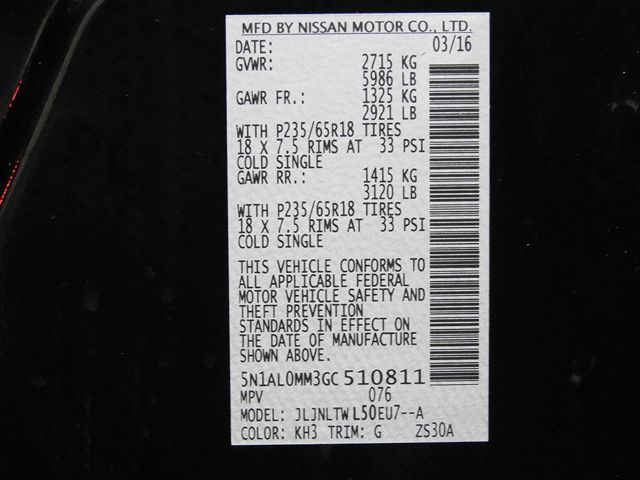 MFD BY NISSAN MOTOR CO., LTD.
DATE: 03/16
GVWR: 2715 KG
5986 LB
GAWR FR.: 1325 KG
2921 LB
WITH P235/65R18 TIRES
18 X 7.5 RIMS AT 33 PSI
COLD SINGLE
GAWR RR.: 1415 KG
3120 LB
WITH P235/65R18 TIRES
18 X 7.5 RIMS AT 33 PSI
COLD SINGLE
THIS VEHICLE CONFORMS TO
ALL APPLICABLE FEDERAL
MOTOR VEHICLE SAFETY AND
THEFT PREVENTION
STANDARDS IN EFFECT ON
THE DATE OF MANUFACTURE
SHOWN ABOVE.
5N1AL0MM3GC510811
MPV 076
MODEL: JLJNLTWL50EU7--A
COLOR: KH3 TRIM: G ZS30A